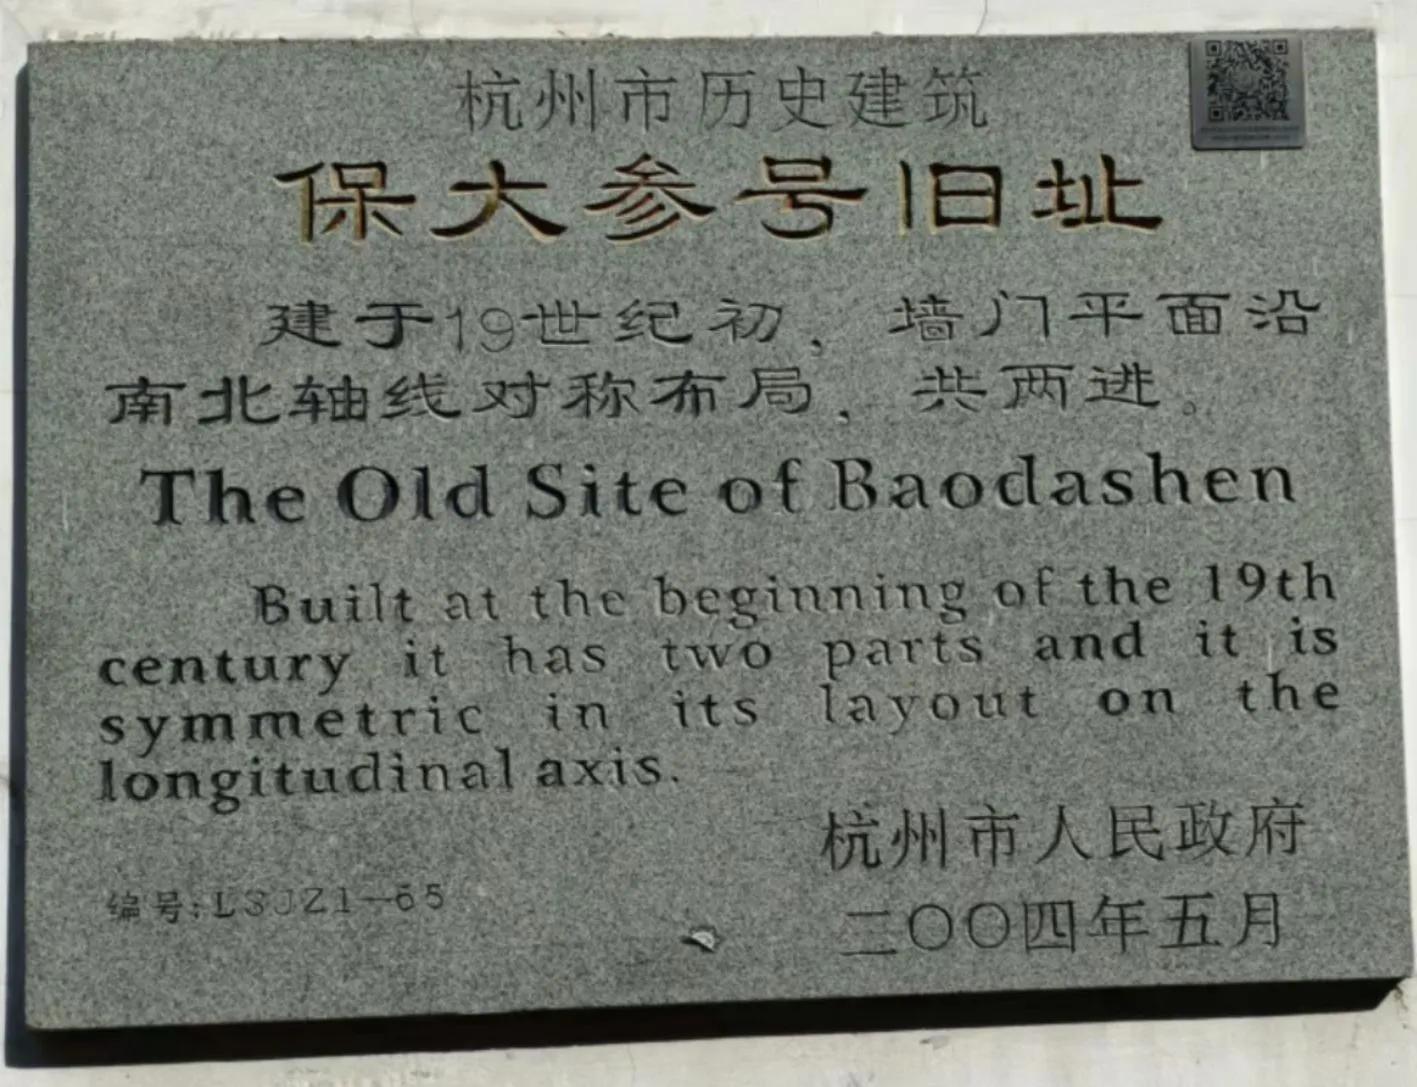 杭州市历史建筑
保大参号旧址
建于19世纪初，墙门平面沿
南北轴线对称布局，共两进。
The Old Site of Baodashen
Built at the beginning of the 19th
century it has two parts and it is
symmetric in its layout on the
longitudinal axis.
杭州市人民政府
编号:LSJZ1-65
二〇〇四年五月